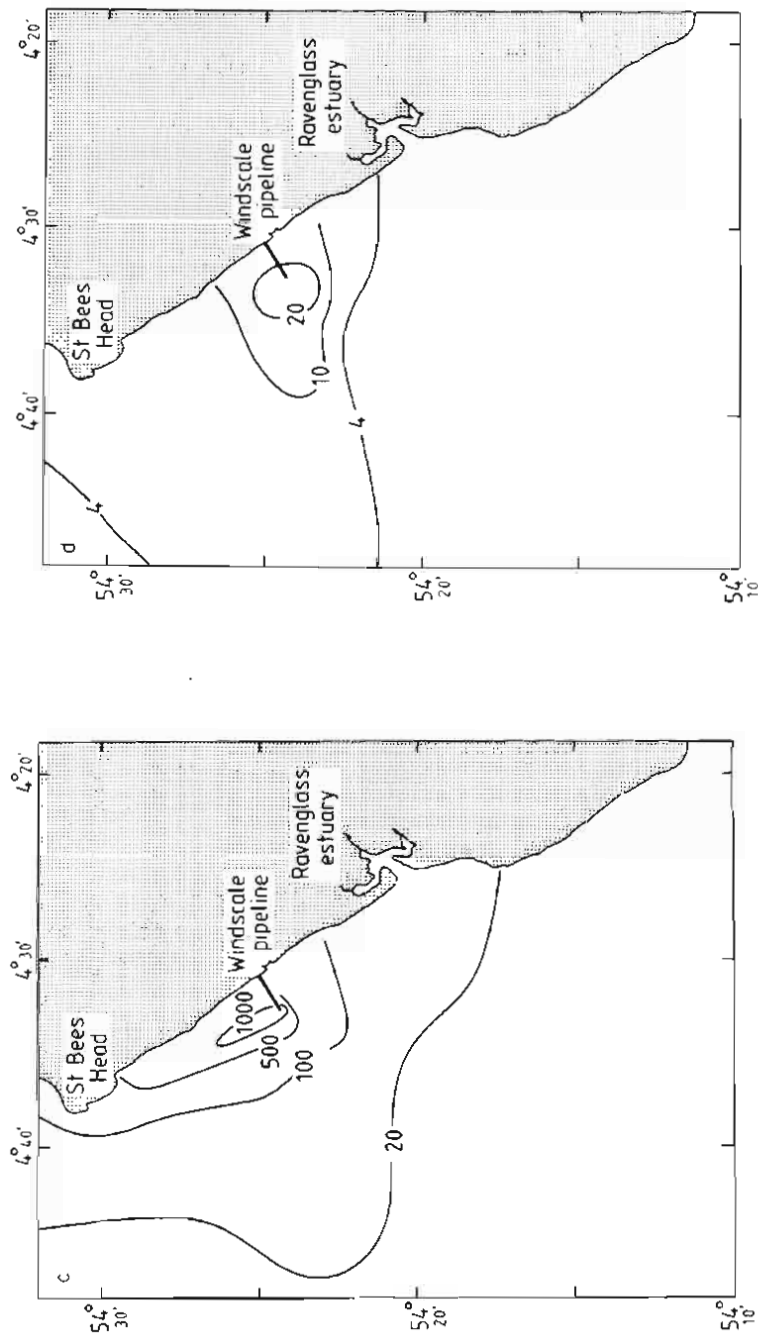 c
4°40'
4°30'
4°20'
54°
30'
54°
20'
54°
10'
St Bees
Head
Windscale
pipeline
Ravenglass
estuary
1000
500
100
20
d
4°40'
4°30'
4°20'
54°
30'
54°
20'
54°
10'
St Bees
Head
Windscale
pipeline
Ravenglass
estuary
4
20
10
4